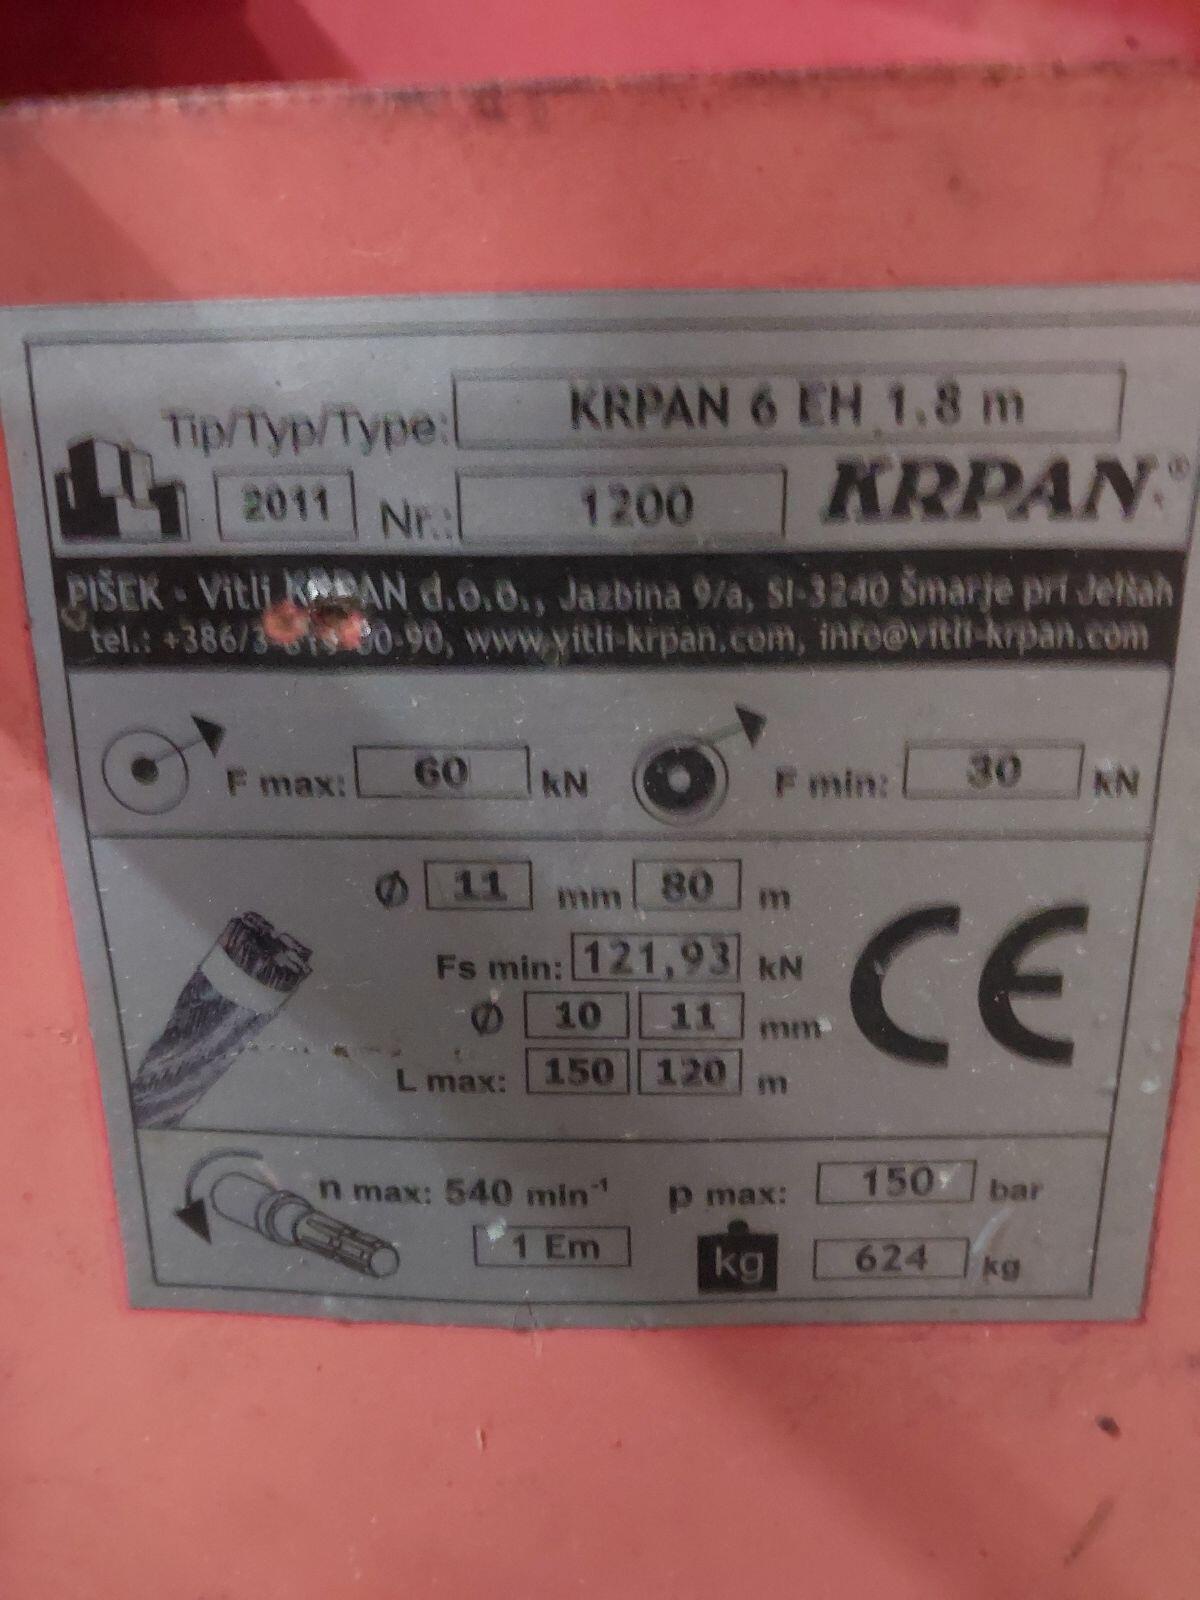 Tip/Typ/Type: KRPAN 6 EH 1.8 m
2011 Nr.: 1200 KRPAN®
PIŠEK - Vitli KRPAN d.o.o., Jazbina 9/a, SI-3240 Šmarje pri Jelšah
tel.: www.vitli-krpan.com, info@vitli-krpan.com
F max: 60 kN F min: 30 kN
Ø 11 mm 80 m
Fs min: 121,93 kN
Ø 10 11 mm
L max: 150 120 m
CE
n max: 540 min⁻¹ p max: 150 bar
1 Em kg 624 kg